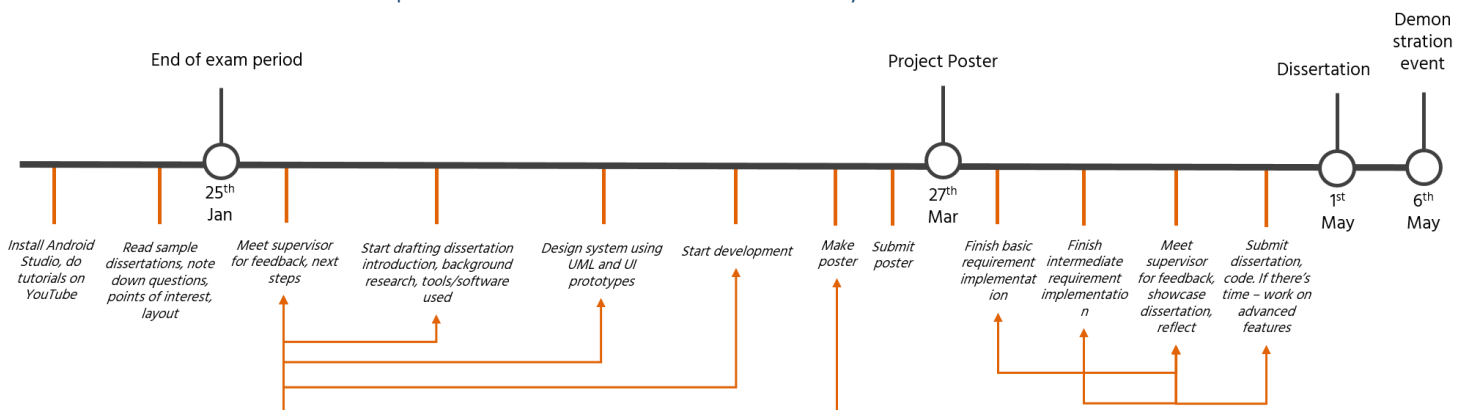 Demon
stration
event
End of exam period
Project Poster
Dissertation
25th
Jan
27th
Mar
1st
May
6th
May
Install Android
Studio, do
tutorials on
YouTube
Read sample
dissertations, note
down questions,
points of interest,
layout
Meet supervisor
for feedback, next
steps
Start drafting dissertation
introduction, background
research, tools/software
used
Design system using
UML and UI
prototypes
Start development
Make
poster
Submit
poster
Finish basic
requirement
implementat
ion
Finish
intermediate
requirement
implementatio
n
Meet
supervisor
for feedback,
showcase
dissertation,
reflect
Submit
dissertation,
code. If there's
time – work on
advanced
features